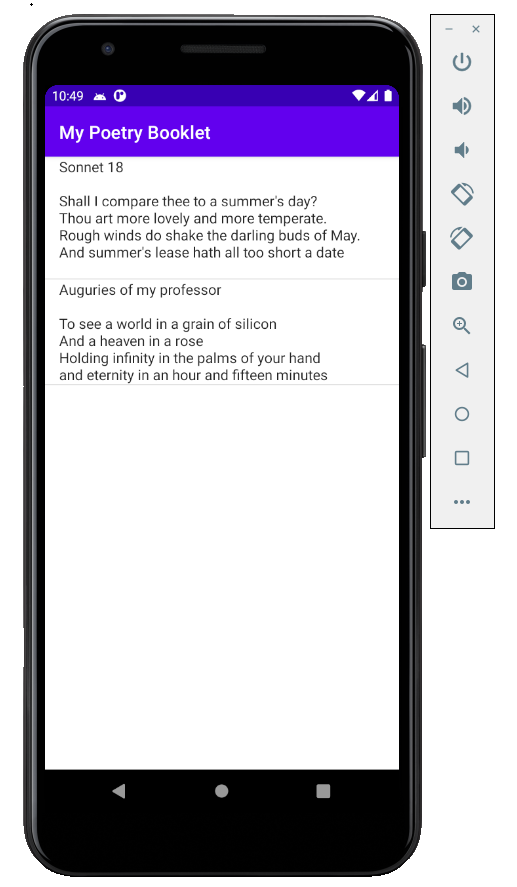 10:49
My Poetry Booklet
Sonnet 18
Shall I compare thee to a summer's day?
Thou art more lovely and more temperate.
Rough winds do shake the darling buds of May.
And summer's lease hath all too short a date
Auguries of my professor
To see a world in a grain of silicon
And a heaven in a rose
Holding infinity in the palms of your hand
and eternity in an hour and fifteen minutes